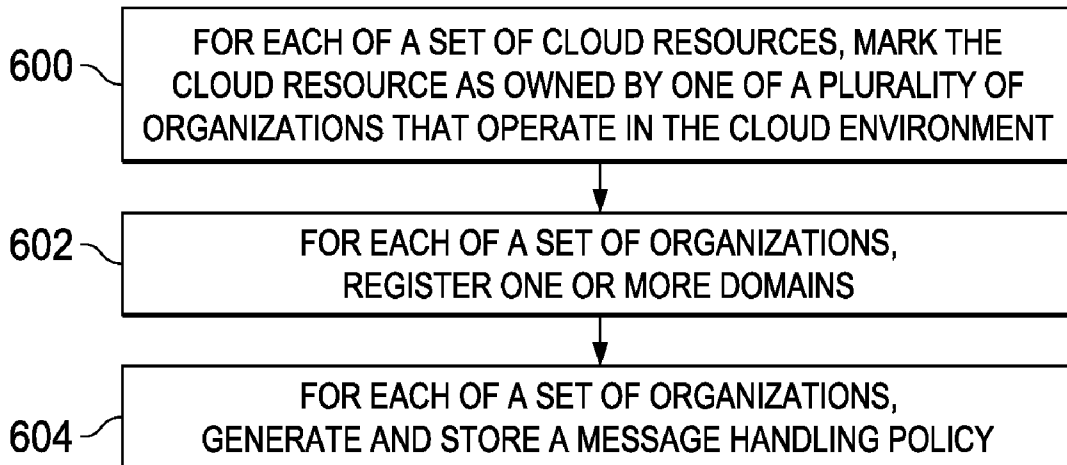 600
FOR EACH OF A SET OF CLOUD RESOURCES, MARK THE
CLOUD RESOURCE AS OWNED BY ONE OF A PLURALITY OF
ORGANIZATIONS THAT OPERATE IN THE CLOUD ENVIRONMENT
602
FOR EACH OF A SET OF ORGANIZATIONS,
REGISTER ONE OR MORE DOMAINS
604
FOR EACH OF A SET OF ORGANIZATIONS,
GENERATE AND STORE A MESSAGE HANDLING POLICY